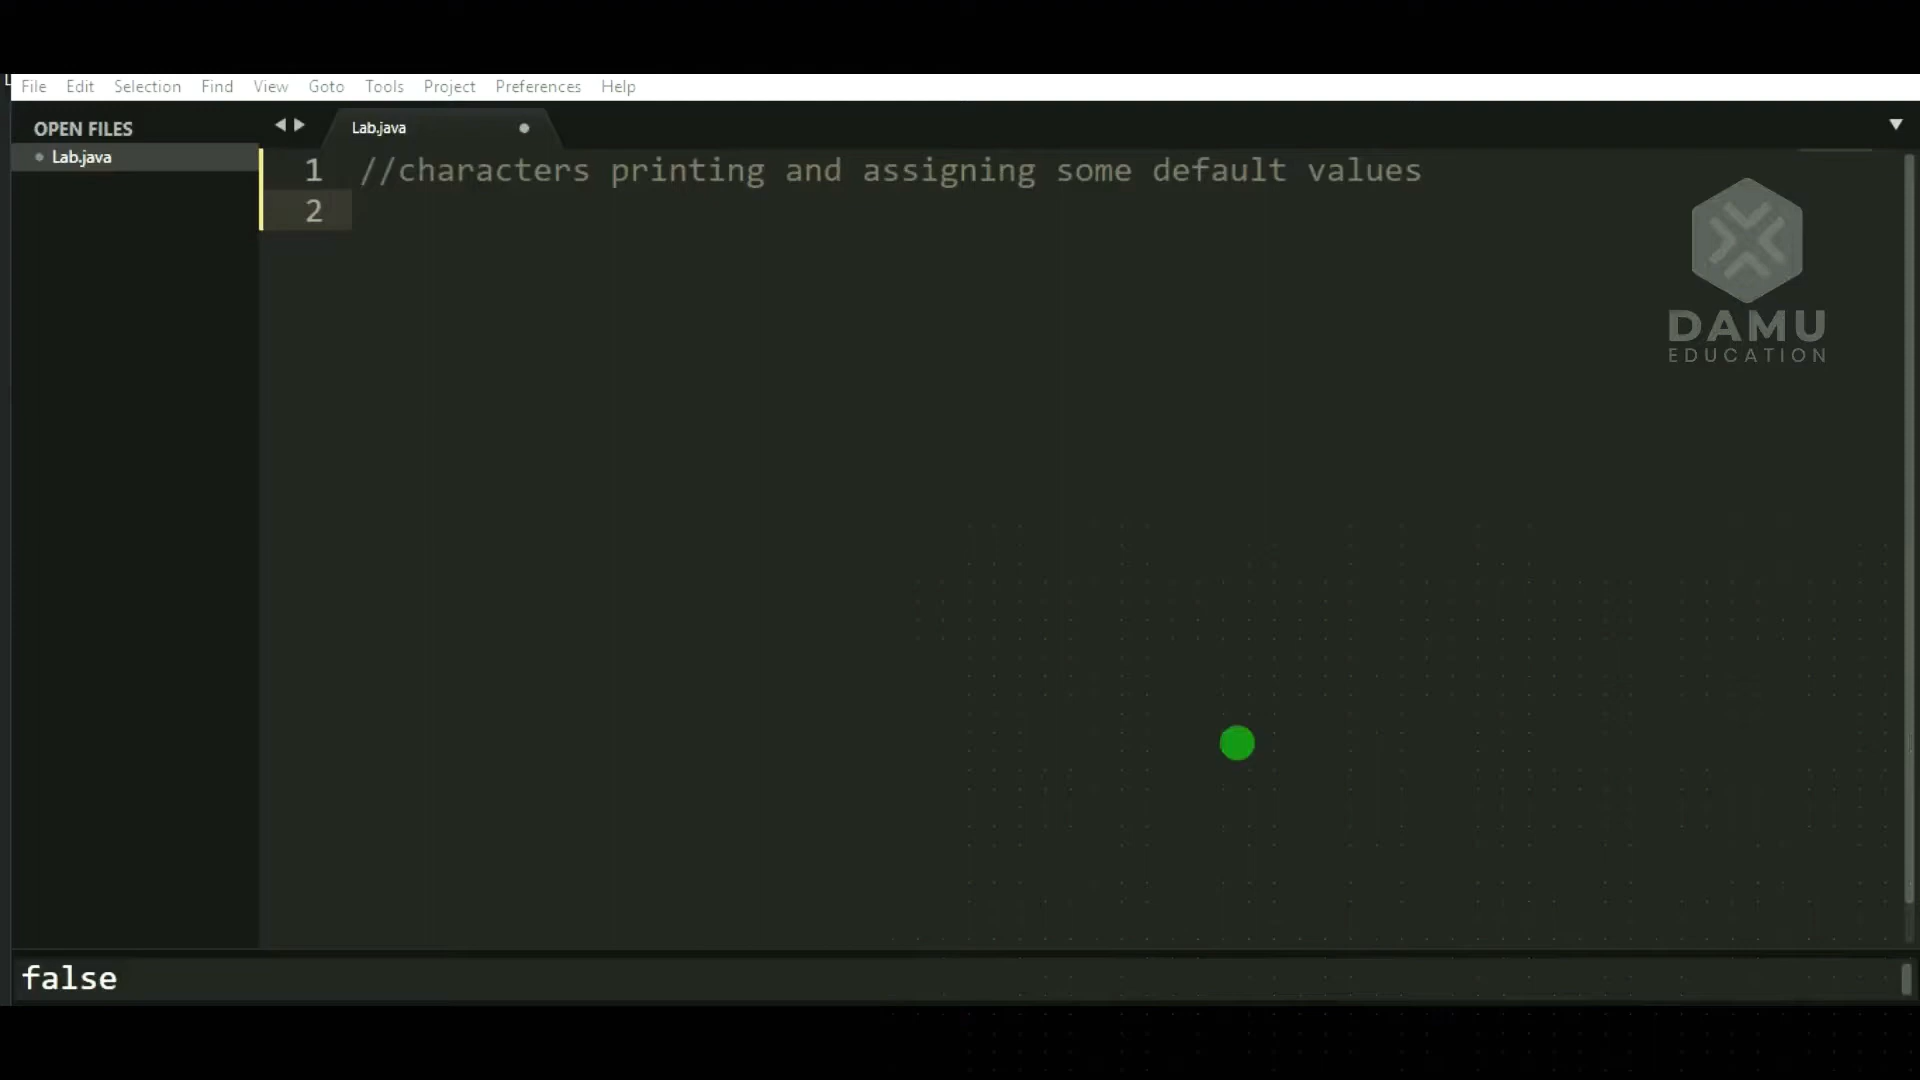 File Edit Selection Find View Goto Tools Project Preferences Help
OPEN FILES
Lab.java
Lab.java
1 //characters printing and assigning some default values
2
DAMU
EDUCATION
false